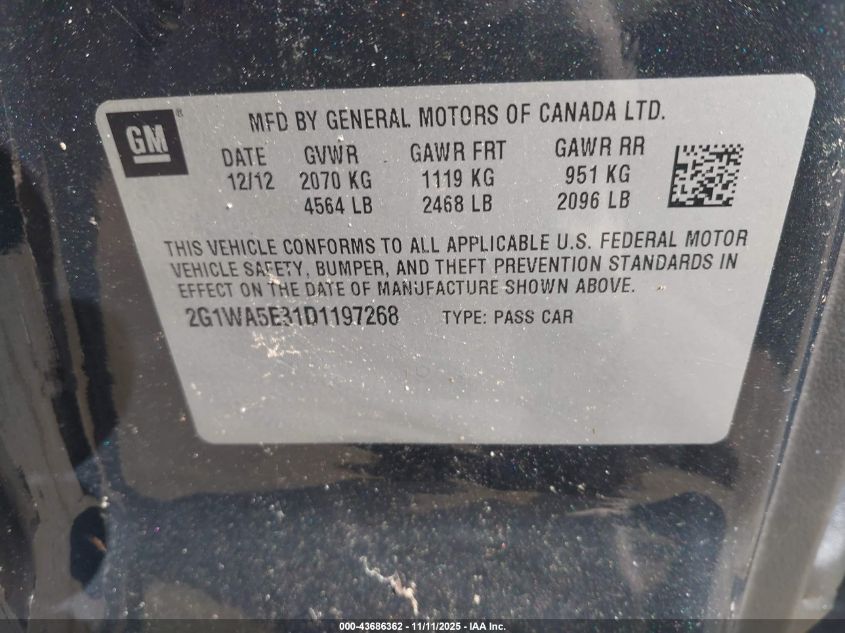 GM ®
MFD BY GENERAL MOTORS OF CANADA LTD.
DATE GVWR GAWR FRT GAWR RR
12/12 2070 KG 1119 KG 951 KG
4564 LB 2468 LB 2096 LB
THIS VEHICLE CONFORMS TO ALL APPLICABLE U.S. FEDERAL MOTOR
VEHICLE SAFETY, BUMPER, AND THEFT PREVENTION STANDARDS IN
EFFECT ON THE DATE OF MANUFACTURE SHOWN ABOVE.
2G1WA5E31D1197268 TYPE: PASS CAR
000-43686362 - 11/11/2025 - IAA Inc.